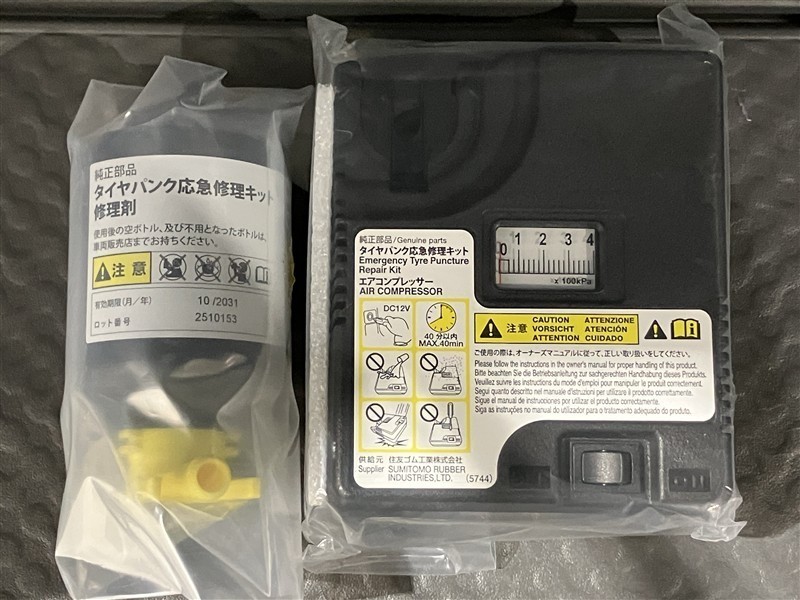 純正部品
タイヤパンク応急修理キット
修理剤
使用後の空ボトル、及び不用となったボトルは、
車両販売店までお持ちください。
注意
有効期限(月/年) 10/2031
ロット番号 2510153
純正部品/Genuine parts
タイヤパンク応急修理キット
Emergency Tyre Puncture
Repair Kit
エアコンプレッサー
AIR COMPRESSOR
DC12V
40分以内
MAX.40min
供給元 住友ゴム工業株式会社
Supplier SUMITOMO RUBBER
INDUSTRIES,LTD. (5744)
0 1 2 3 4
x 100kPa
注意
CAUTION ATTENZIONE
VORSICHT ATENCIÓN
ATTENTION CUIDADO
ご使用の際は、オーナーズマニュアルに従って、正しい取り扱いをしてください。
Please follow the instructions in the owner's manual for proper handling of this product.
Bitte beachten Sie die Betriebsanleitung zur sachgerechten Handhabung dieses Produkts.
Veuillez suivre les instructions du mode d'emploi pour manipuler le produit correctement.
Segui quanto descritto nel manuale d'istruzioni per utilizzare il prodotto correttamente.
Sigue el manual de instrucciones por utilizar el producto correctamente.
Siga as instruções no manual do utilizador para o tratamento adequado do produto.